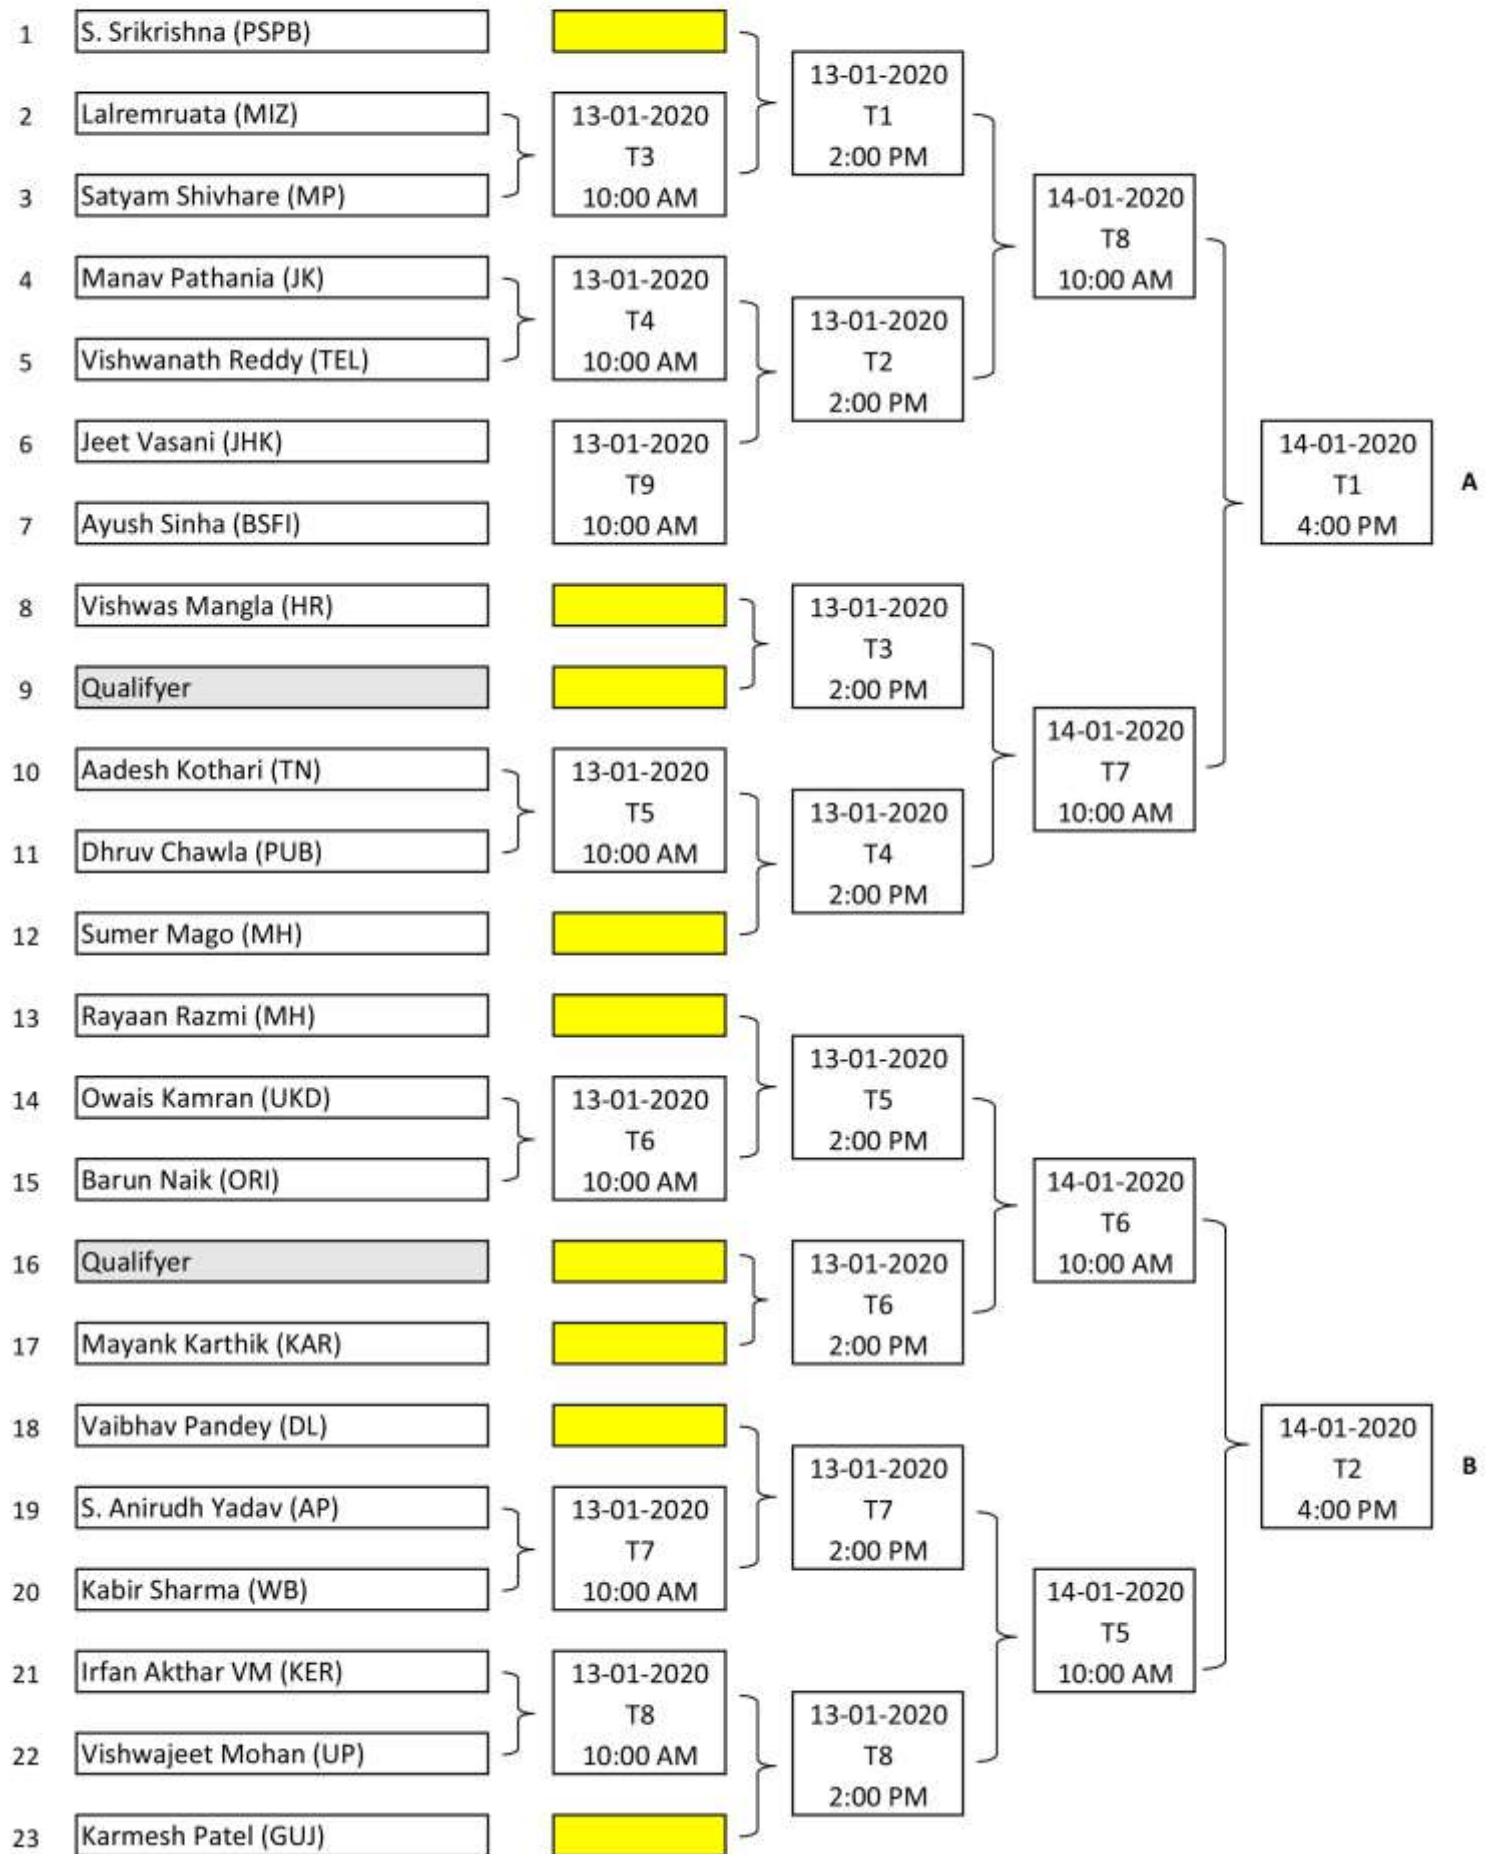 1
S. Srikrishna (PSPB)
2
Lalremruata (MIZ)
3
Satyam Shivhare (MP)
4
Manav Pathania (JK)
5
Vishwanath Reddy (TEL)
6
Jeet Vasani (JHK)
7
Ayush Sinha (BSFI)
8
Vishwas Mangla (HR)
9
Qualifyer
10
Aadesh Kothari (TN)
11
Dhruv Chawla (PUB)
12
Sumer Mago (MH)
13
Rayaan Razmi (MH)
14
Owais Kamran (UKD)
15
Barun Naik (ORI)
16
Qualifyer
17
Mayank Karthik (KAR)
18
Vaibhav Pandey (DL)
19
S. Anirudh Yadav (AP)
20
Kabir Sharma (WB)
21
Irfan Akthar VM (KER)
22
Vishwajeet Mohan (UP)
23
Karmesh Patel (GUJ)
13-01-2020
T3
10:00 AM
13-01-2020
T4
10:00 AM
13-01-2020
T9
10:00 AM
13-01-2020
T5
10:00 AM
13-01-2020
T6
10:00 AM
13-01-2020
T7
10:00 AM
13-01-2020
T8
10:00 AM
13-01-2020
T1
2:00 PM
13-01-2020
T2
2:00 PM
13-01-2020
T3
2:00 PM
13-01-2020
T4
2:00 PM
13-01-2020
T5
2:00 PM
13-01-2020
T6
2:00 PM
13-01-2020
T7
2:00 PM
13-01-2020
T8
2:00 PM
14-01-2020
T8
10:00 AM
14-01-2020
T7
10:00 AM
14-01-2020
T6
10:00 AM
14-01-2020
T5
10:00 AM
14-01-2020
T1
4:00 PM
A
14-01-2020
T2
4:00 PM
B